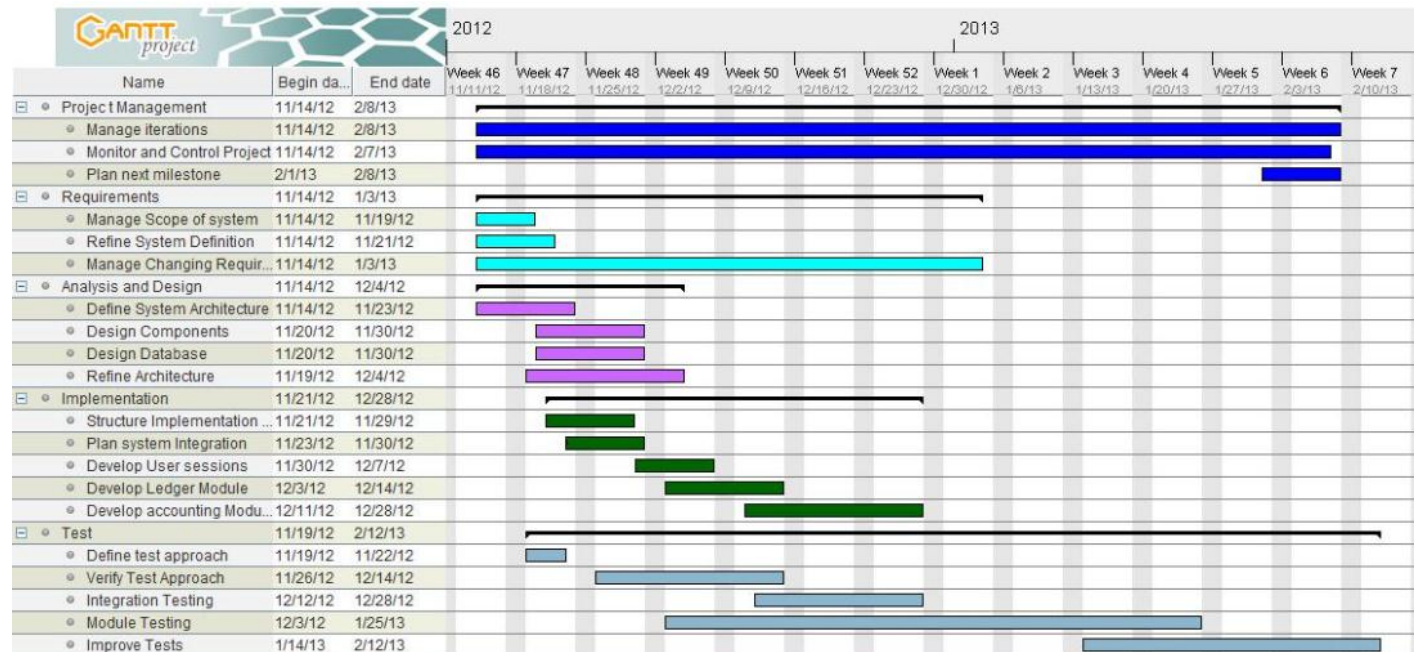 GANTT
project
2012 2013
Name Begin da... End date
Week 46 Week 47 Week 48 Week 49 Week 50 Week 51 Week 52 Week 1 Week 2 Week 3 Week 4 Week 5 Week 6 Week 7
11/11/12 11/18/12 11/25/12 12/2/12 12/9/12 12/16/12 12/23/12 12/30/12 1/6/13 1/13/13 1/20/13 1/27/13 2/3/13 2/10/13
Project Management 11/14/12 2/8/13
Manage iterations 11/14/12 2/8/13
Monitor and Control Project 11/14/12 2/7/13
Plan next milestone 2/1/13 2/8/13
Requirements 11/14/12 1/3/13
Manage Scope of system 11/14/12 11/19/12
Refine System Definition 11/14/12 11/21/12
Manage Changing Requir... 11/14/12 1/3/13
Analysis and Design 11/14/12 12/4/12
Define System Architecture 11/14/12 11/23/12
Design Components 11/20/12 11/30/12
Design Database 11/20/12 11/30/12
Refine Architecture 11/19/12 12/4/12
Implementation 11/21/12 12/28/12
Structure Implementation ... 11/21/12 11/29/12
Plan system Integration 11/23/12 11/30/12
Develop User sessions 11/30/12 12/7/12
Develop Ledger Module 12/3/12 12/14/12
Develop accounting Modu... 12/11/12 12/28/12
Test 11/19/12 2/12/13
Define test approach 11/19/12 11/22/12
Verify Test Approach 11/26/12 12/14/12
Integration Testing 12/12/12 12/28/12
Module Testing 12/3/12 1/25/13
Improve Tests 1/14/13 2/12/13